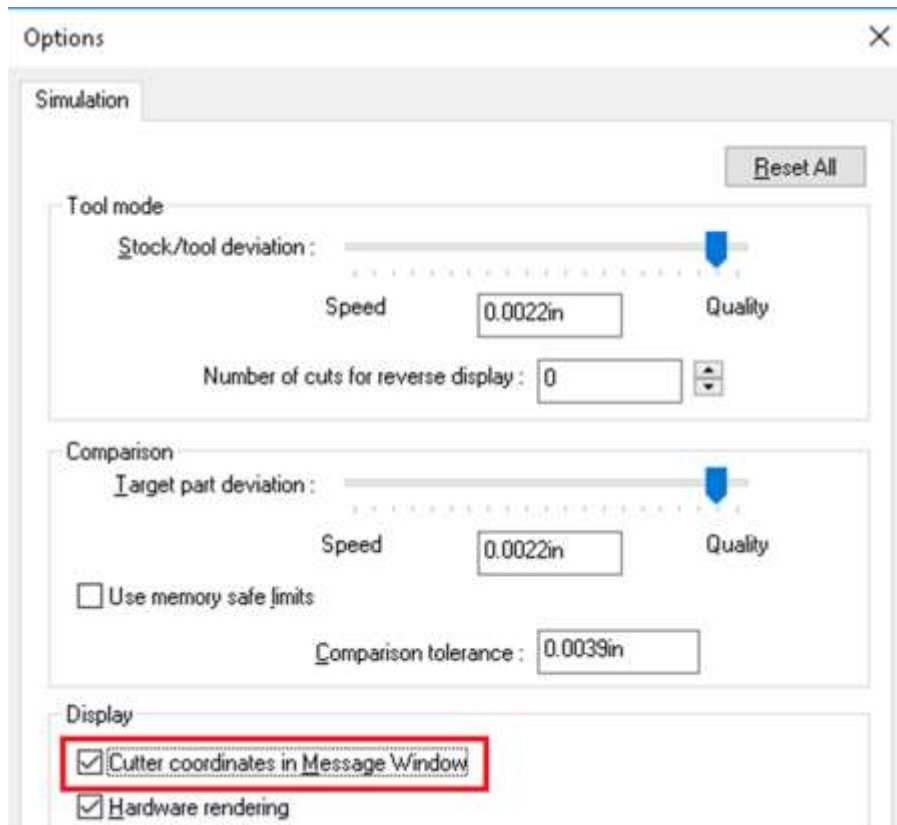 Options
Simulation
Reset All
Tool mode
Stock/tool deviation :
Speed 0.0022in Quality
Number of cuts for reverse display : 0
Comparison
Target part deviation :
Speed 0.0022in Quality
Use memory safe limits
Comparison tolerance : 0.0039in
Display
Cutter coordinates in Message Window
Hardware rendering